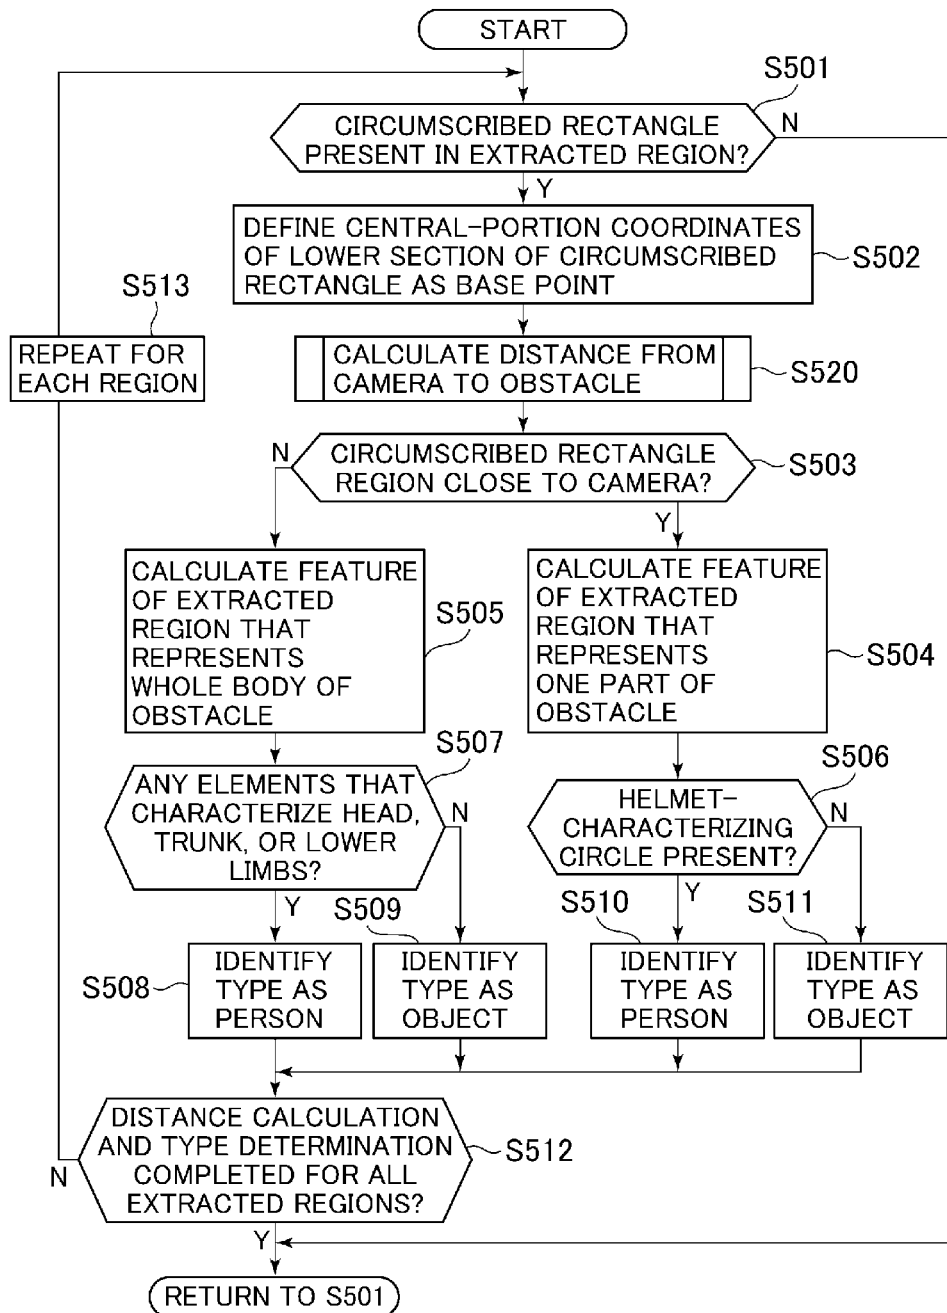 START
S501
CIRCUMSCRIBED RECTANGLE
PRESENT IN EXTRACTED REGION?
N
Y
DEFINE CENTRAL-PORTION COORDINATES
OF LOWER SECTION OF CIRCUMSCRIBED
RECTANGLE AS BASE POINT
S502
S513
REPEAT FOR
EACH REGION
CALCULATE DISTANCE FROM
CAMERA TO OBSTACLE
S520
N
CIRCUMSCRIBED RECTANGLE
REGION CLOSE TO CAMERA?
S503
Y
CALCULATE FEATURE
OF EXTRACTED
REGION THAT
REPRESENTS
WHOLE BODY OF
OBSTACLE
S505
CALCULATE FEATURE
OF EXTRACTED
REGION THAT
REPRESENTS
ONE PART OF
OBSTACLE
S504
S507
ANY ELEMENTS THAT
CHARACTERIZE HEAD,
TRUNK, OR LOWER
LIMBS?
N
Y
S506
HELMET-
CHARACTERIZING
CIRCLE PRESENT?
N
Y
S508
IDENTIFY
TYPE AS
PERSON
S509
IDENTIFY
TYPE AS
OBJECT
S510
IDENTIFY
TYPE AS
PERSON
S511
IDENTIFY
TYPE AS
OBJECT
DISTANCE CALCULATION
AND TYPE DETERMINATION
COMPLETED FOR ALL
EXTRACTED REGIONS?
S512
N
Y
RETURN TO S501